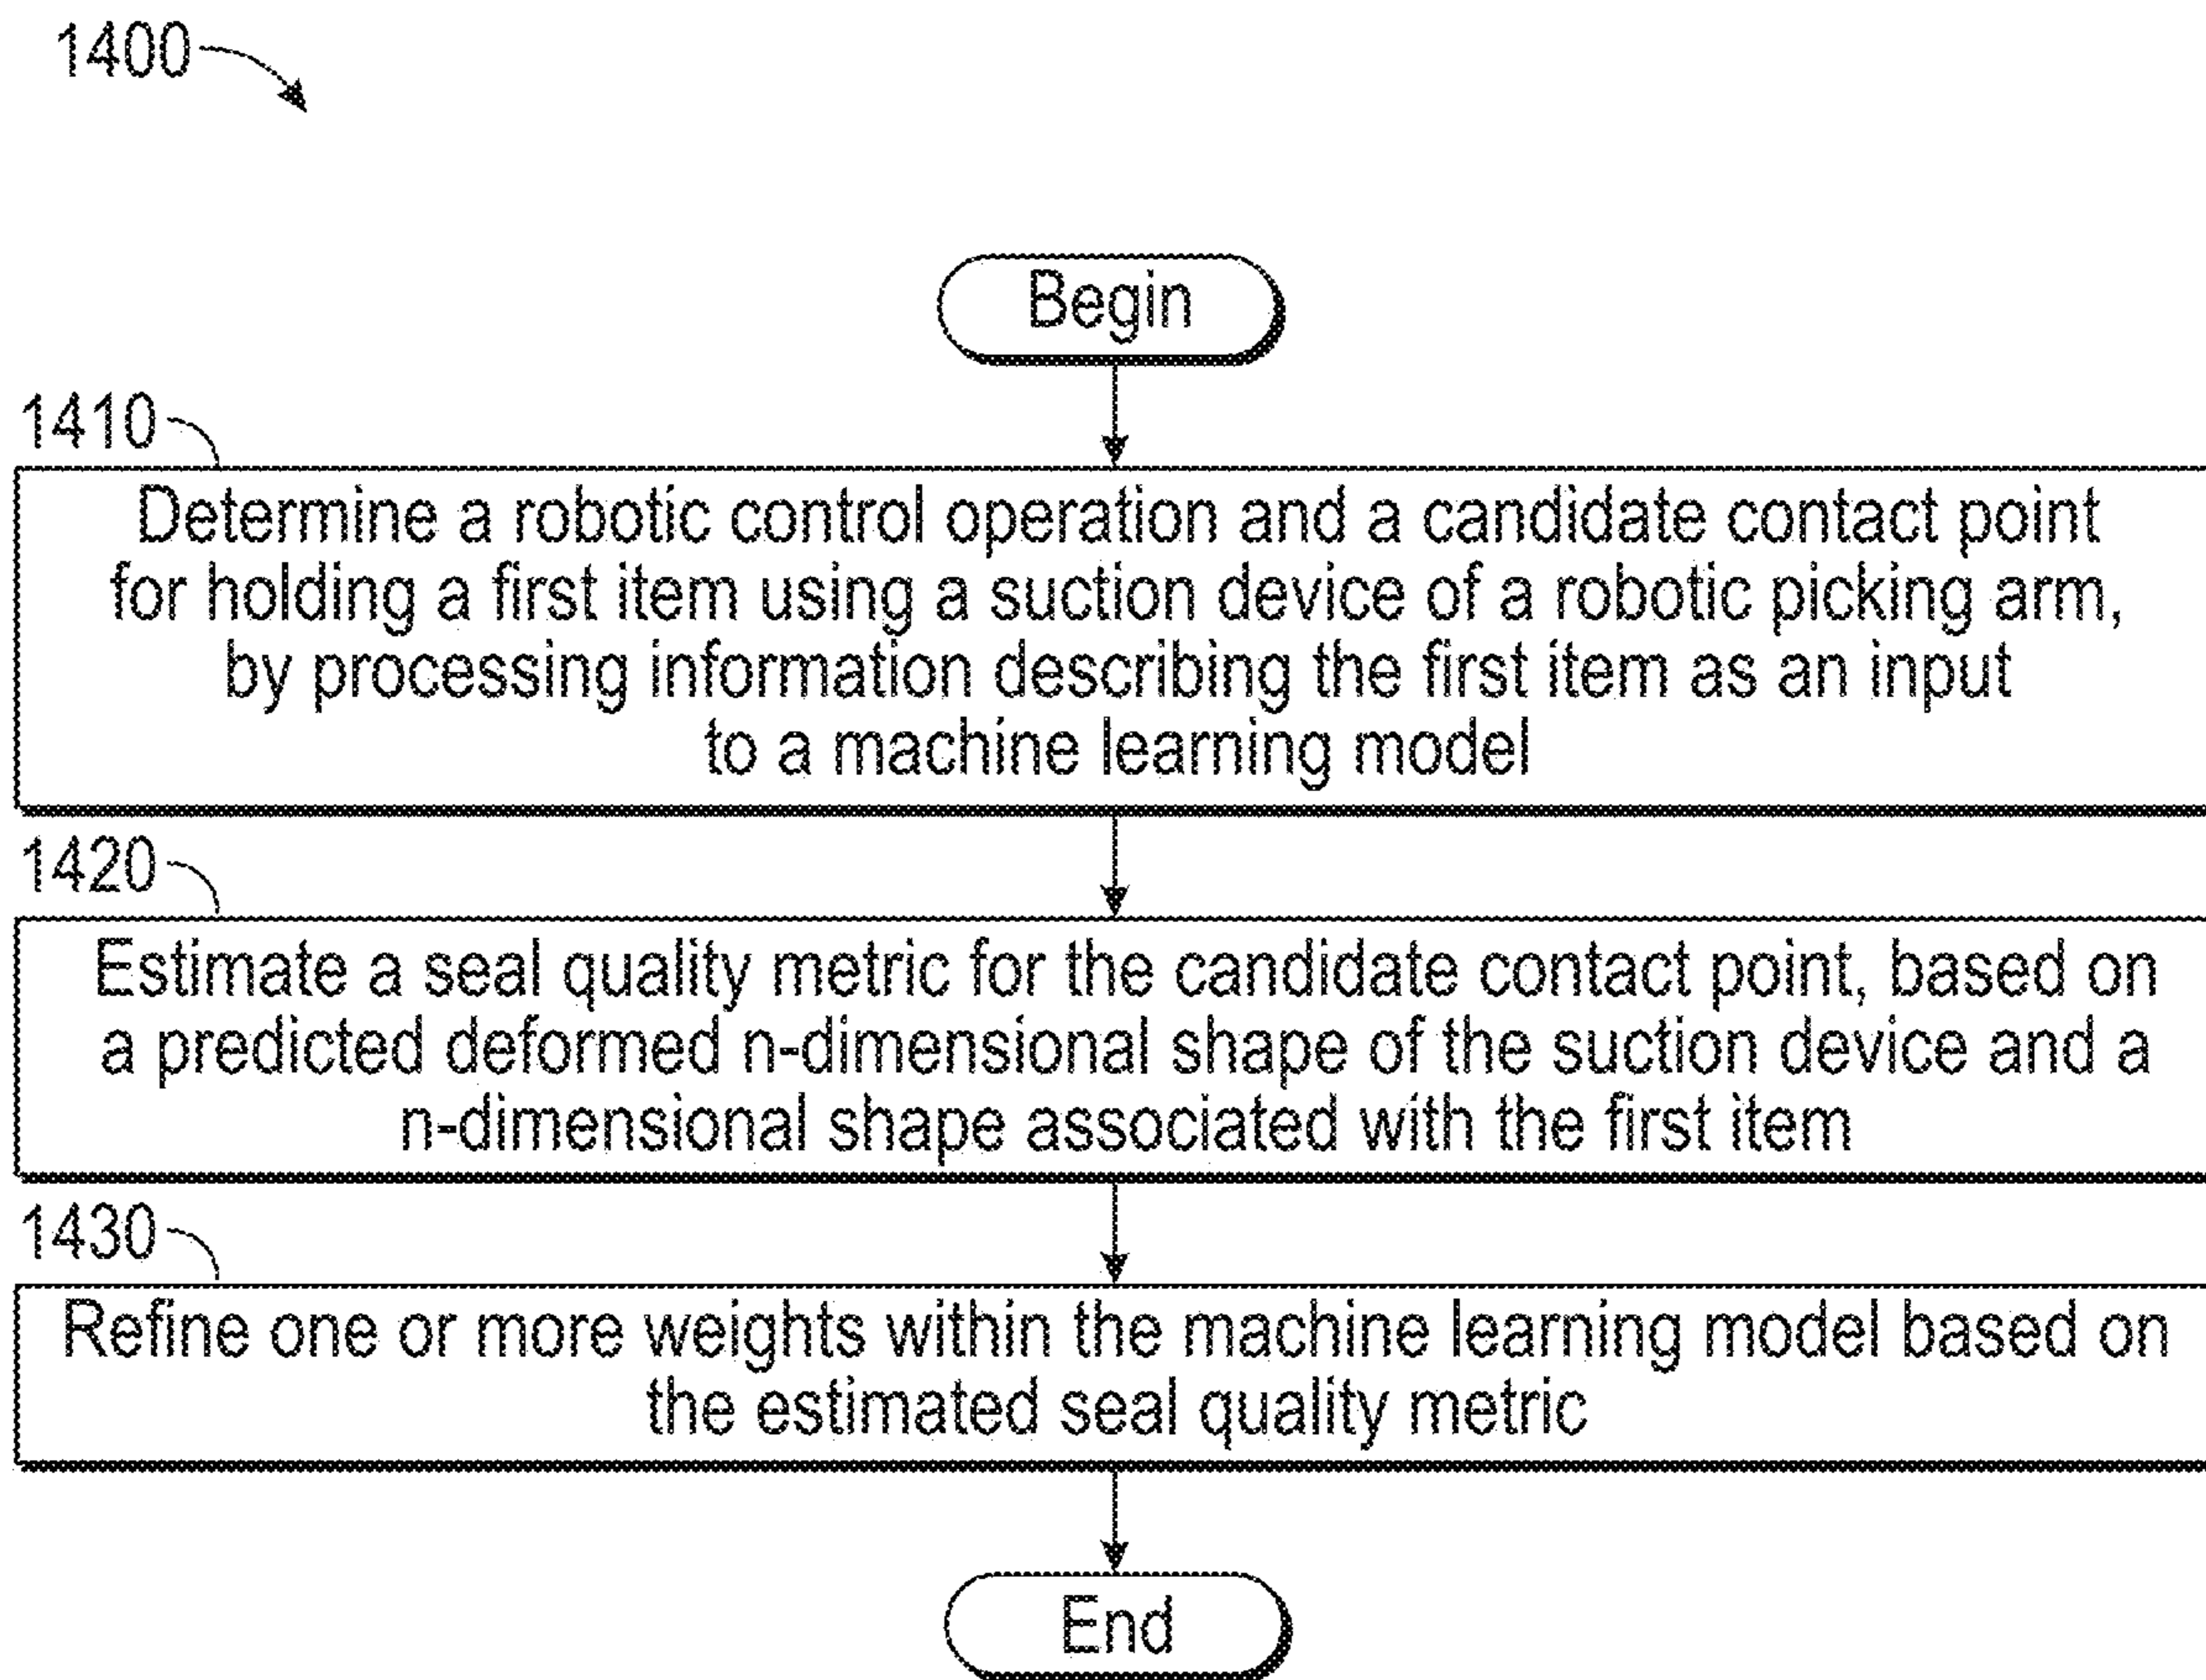 1400
Begin
1410
Determine a robotic control operation and a candidate contact point
for holding a first item using a suction device of a robotic picking arm,
by processing information describing the first item as an input
to a machine learning model
1420
Estimate a seal quality metric for the candidate contact point, based on
a predicted deformed n-dimensional shape of the suction device and a
n-dimensional shape associated with the first item
1430
Refine one or more weights within the machine learning model based on
the estimated seal quality metric
End